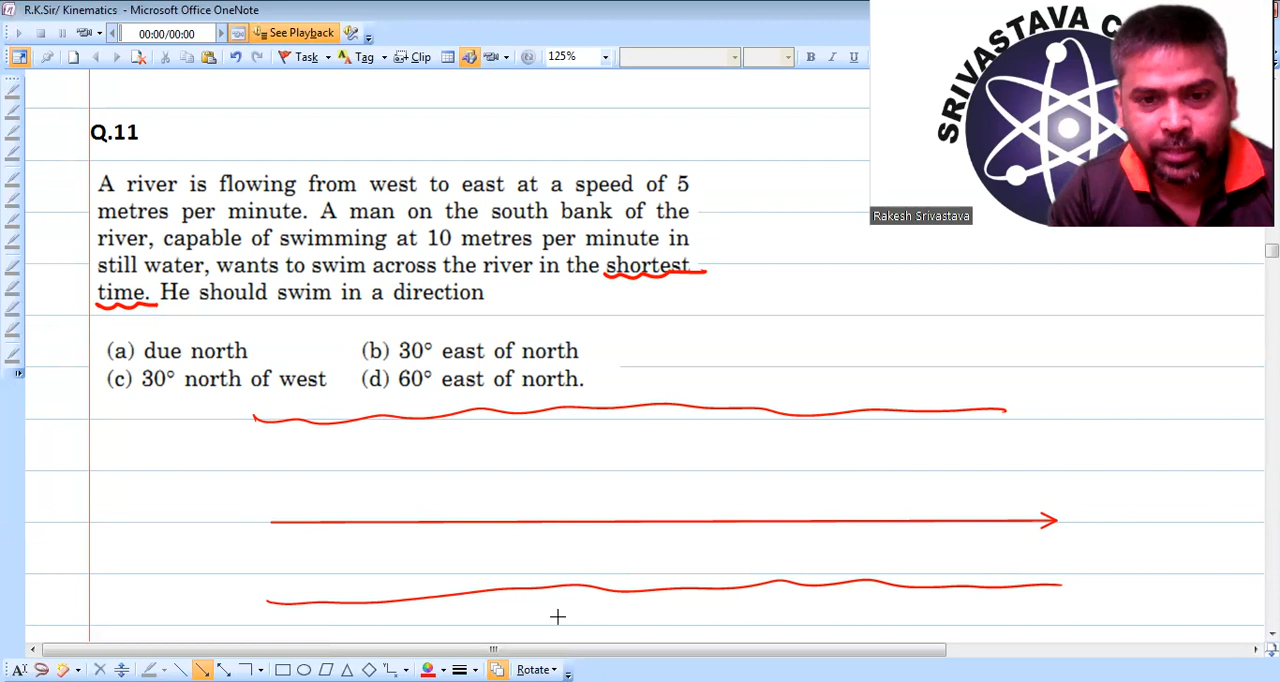 R.K.Sir/ Kinematics - Microsoft Office OneNote
00:00/00:00 See Playback
Task Tag Clip 125% B I U
SRIVASTAVA C
Rakesh Srivastava
Q.11
A river is flowing from west to east at a speed of 5
metres per minute. A man on the south bank of the
river, capable of swimming at 10 metres per minute in
still water, wants to swim across the river in the shortest
time. He should swim in a direction
(a) due north (b) 30° east of north
(c) 30° north of west (d) 60° east of north.
Rotate